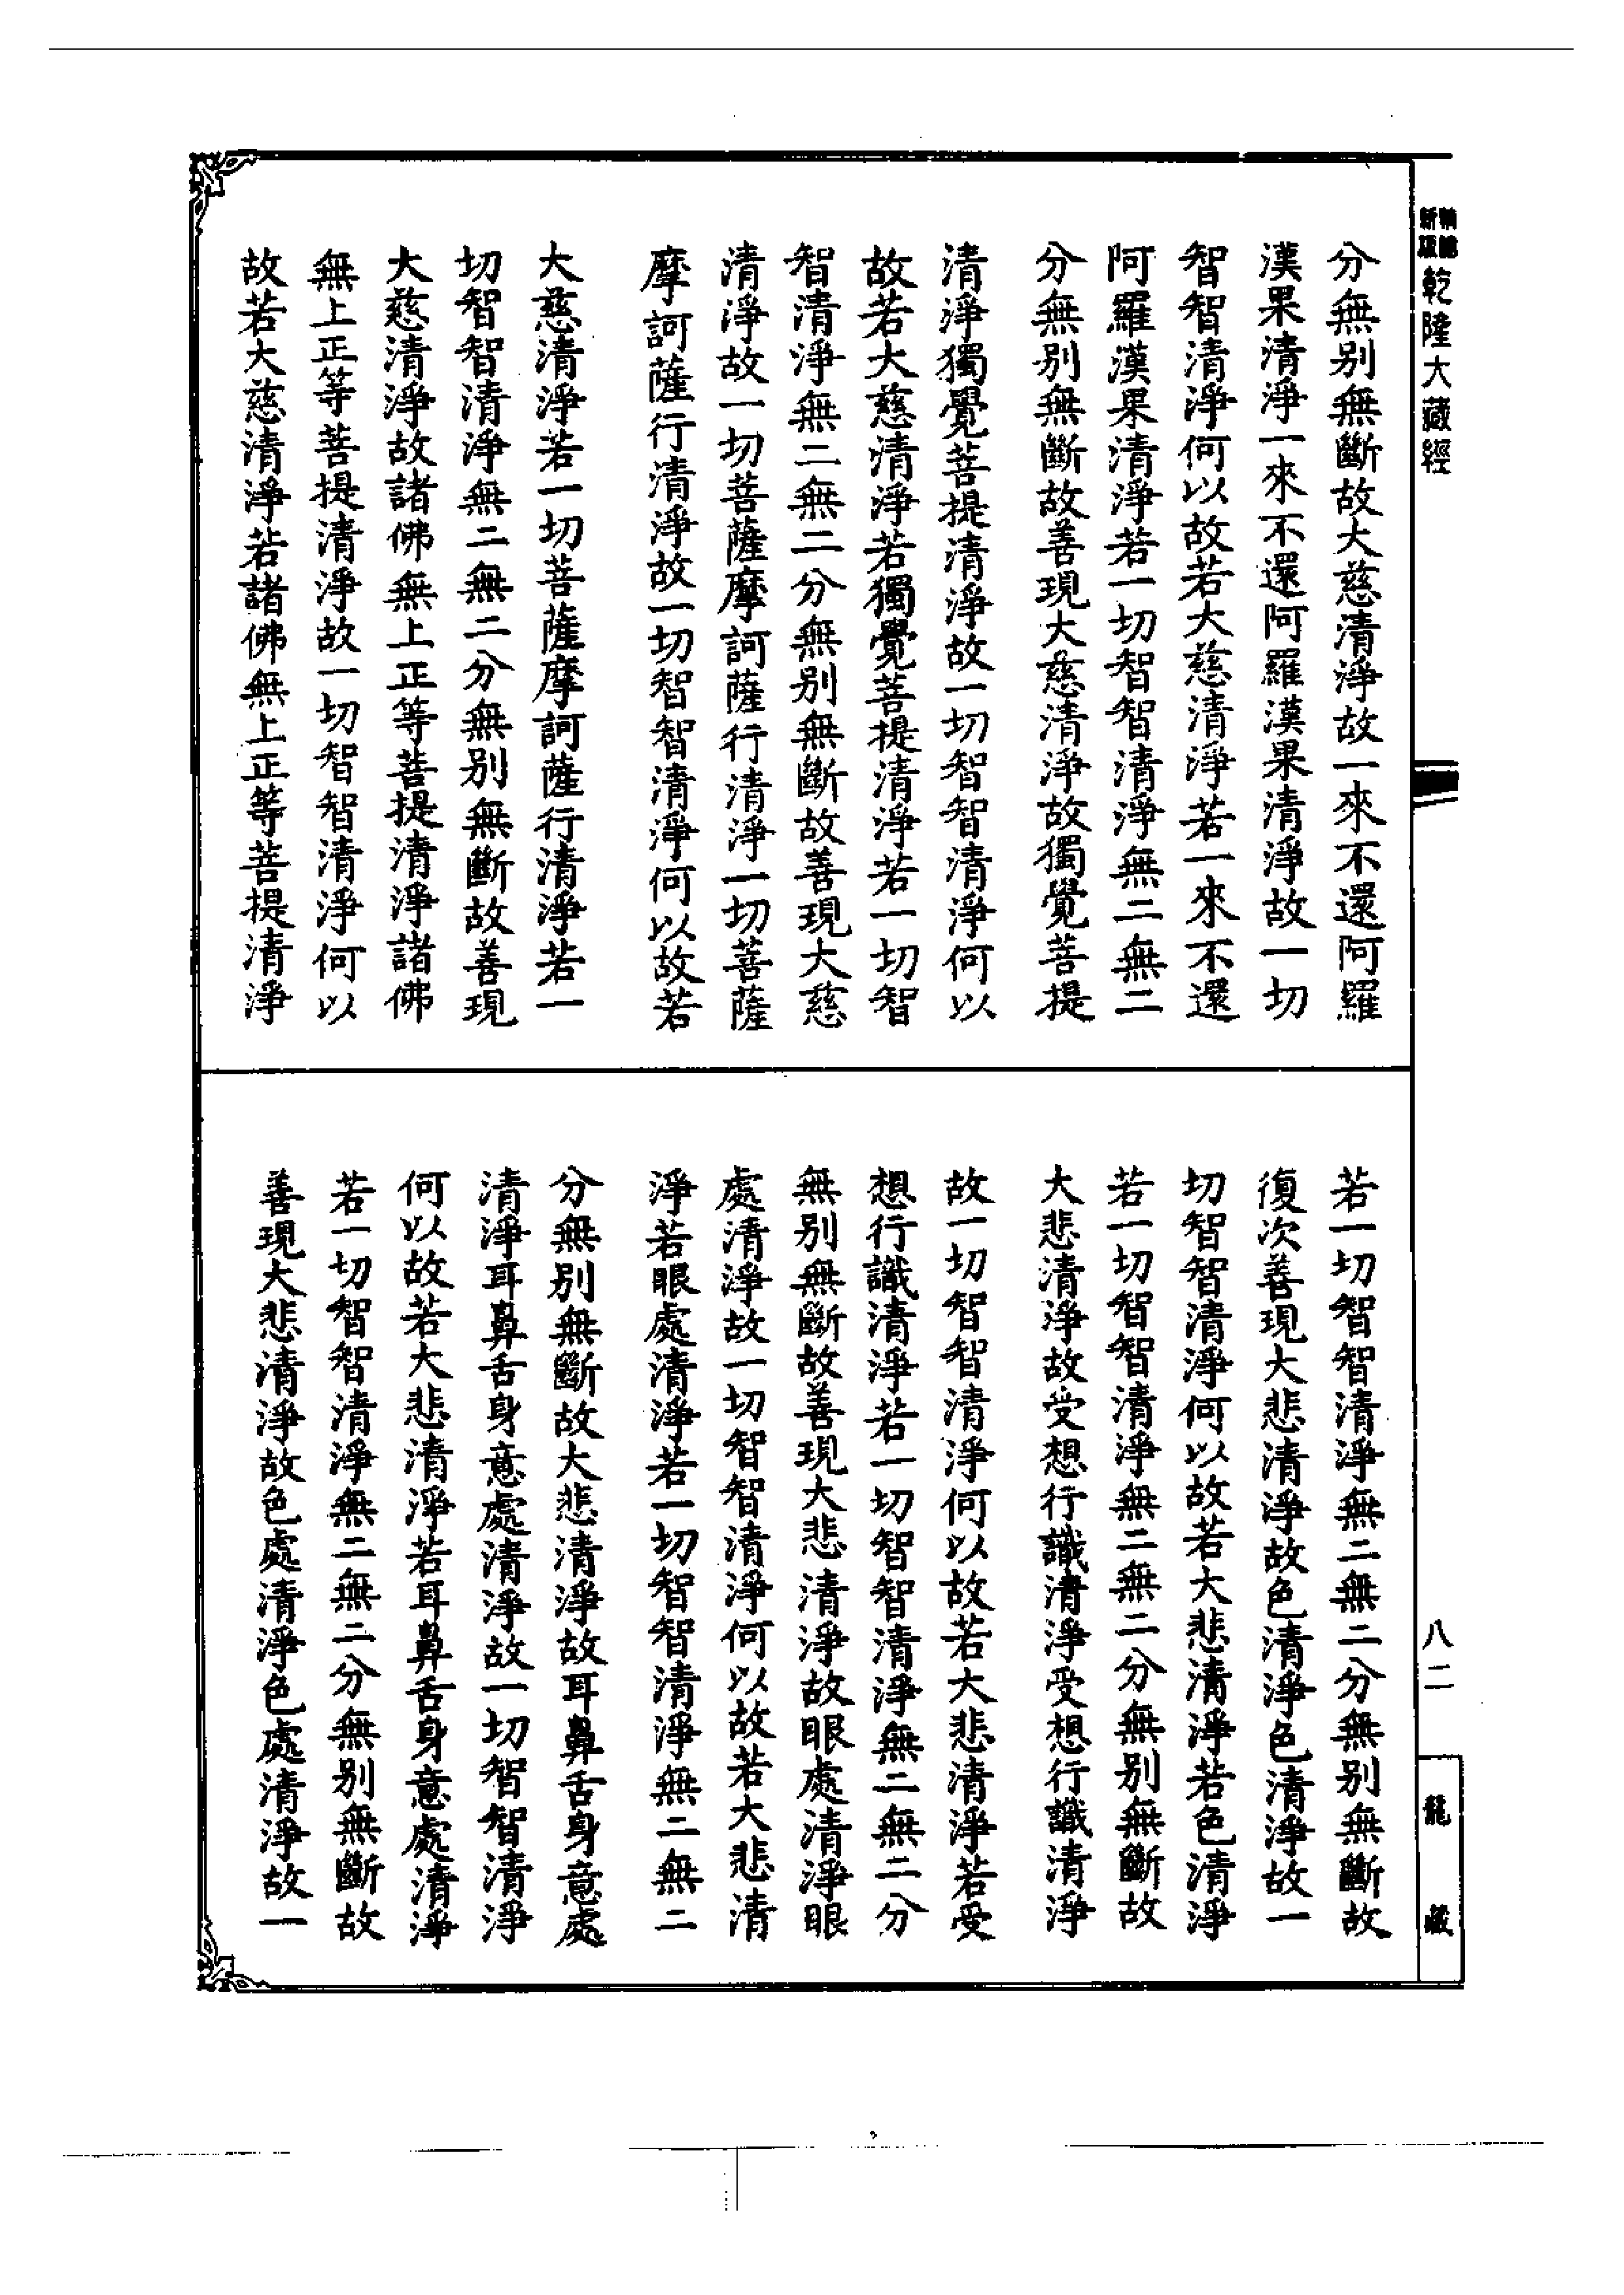 乾隆大藏經
分無別無斷故大慈清淨故一來不還阿羅
漢果清淨一來不還阿羅漢果清淨故一切
智智清淨何以故若大慈清淨若一來不還
阿羅漢果清淨若一切智智清淨無二無二
分無別無斷故善現大慈清淨故獨覺菩提
清淨獨覺菩提清淨故一切智智清淨何以
故若大慈清淨若獨覺菩提清淨若一切智
智清淨無二無二分無別無斷故善現大慈
清淨故一切菩薩摩訶薩行清淨一切菩薩
摩訶薩行清淨故一切智智清淨何以故若
大慈清淨若一切菩薩摩訶薩行清淨若一
切智智清淨無二無二分無別無斷故善現
大慈清淨故諸佛無上正等菩提清淨諸佛
無上正等菩提清淨故一切智智清淨何以
故若大慈清淨若諸佛無上正等菩提清淨
若一切智智清淨無二無二分無別無斷故
復次善現大悲清淨故色清淨色清淨故一
切智智清淨何以故若大悲清淨若色清淨
若一切智智清淨無二無二分無別無斷故
大悲清淨故受想行識清淨受想行識清淨
故一切智智清淨何以故若大悲清淨若受
想行識清淨若一切智智清淨無二無二分
無別無斷故善現大悲清淨故眼處清淨眼
處清淨故一切智智清淨何以故若大悲清
淨若眼處清淨若一切智智清淨無二無二
分無別無斷故大悲清淨故耳鼻舌身意處
清淨耳鼻舌身意處清淨故一切智智清淨
何以故若大悲清淨若耳鼻舌身意處清淨
若一切智智清淨無二無二分無別無斷故
善現大悲清淨故色處清淨色處清淨故一
八二
龍藏